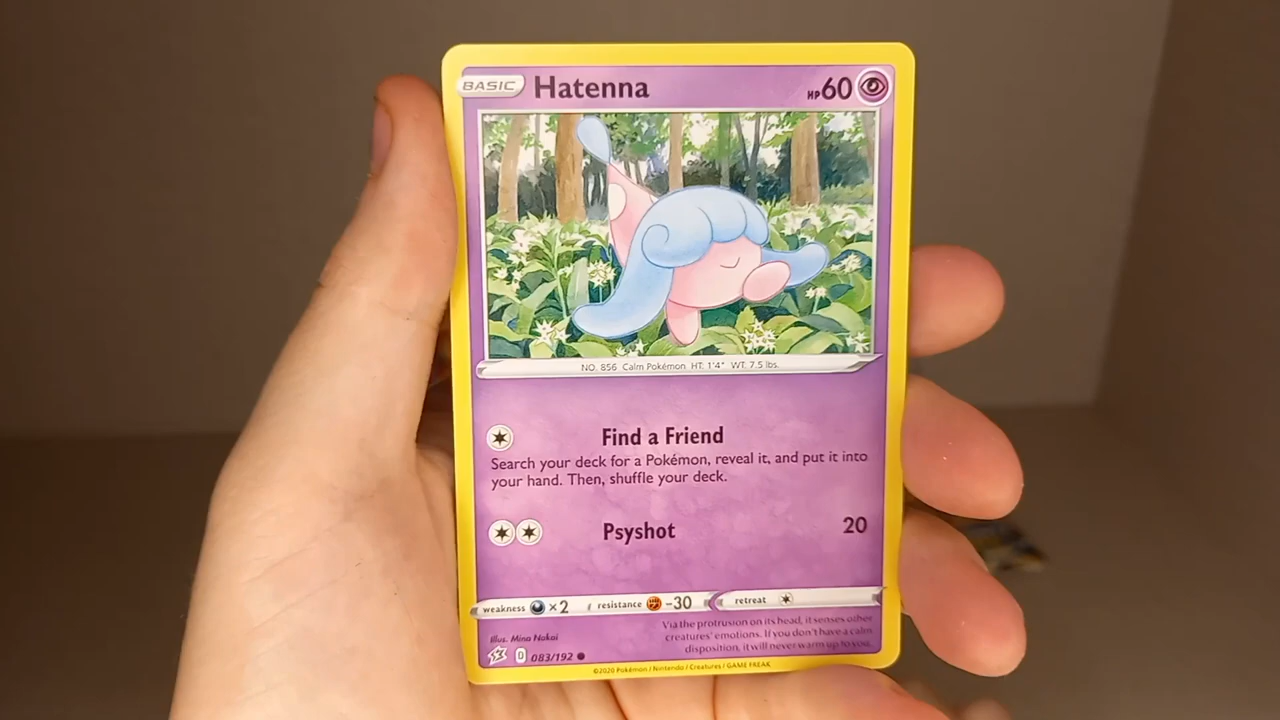 BASIC Hatenna HP 60
NO. 856 Calm Pokémon HT: 1'4" WT: 7.5 lbs.
Find a Friend
Search your deck for a Pokémon, reveal it, and put it into
your hand. Then, shuffle your deck.
Psyshot 20
weakness ×2 resistance -30 retreat
Via the protrusion on its head, it senses other
creatures' emotions. If you don't have a calm
disposition, it will never warm up to you.
Illus. Mina Nakai
D 083/192
©2020 Pokémon / Nintendo / Creatures / GAME FREAK